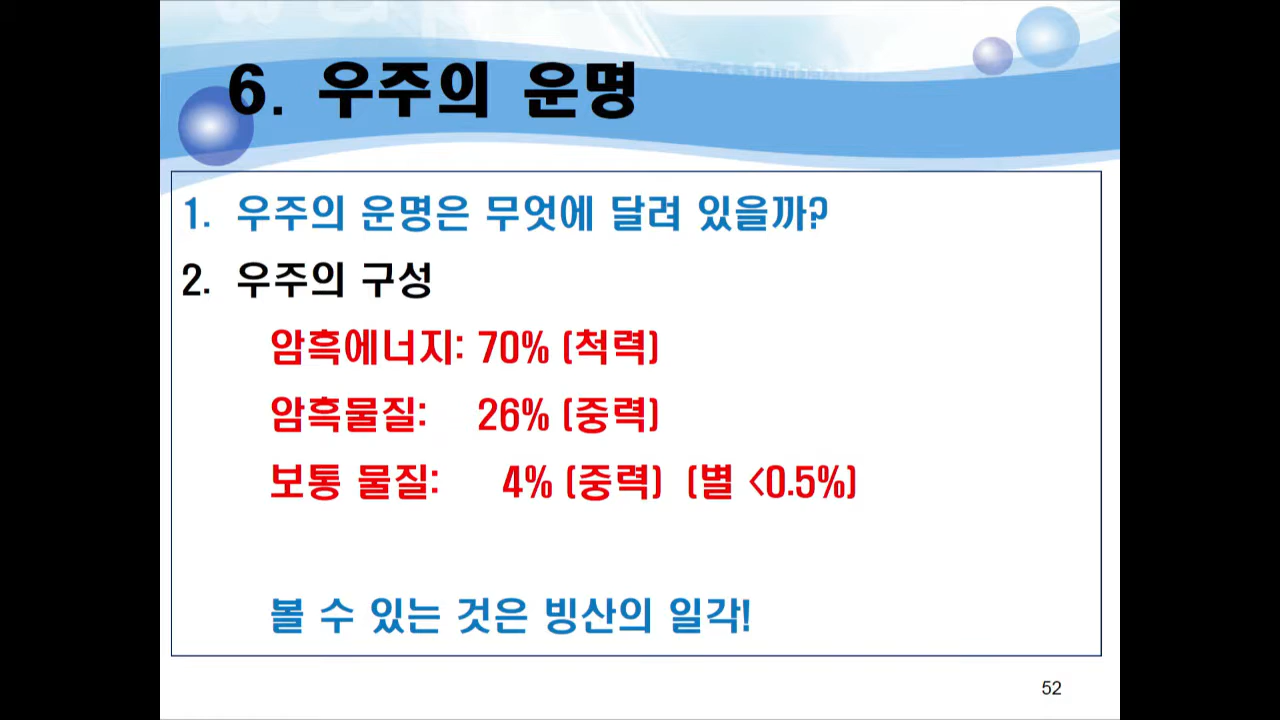 6. 우주의 운명
1. 우주의 운명은 무엇에 달려 있을까?
2. 우주의 구성
암흑에너지: 70% (척력)
암흑물질: 26% (중력)
보통 물질: 4% (중력) (별 <0.5%)
볼 수 있는 것은 빙산의 일각!
52